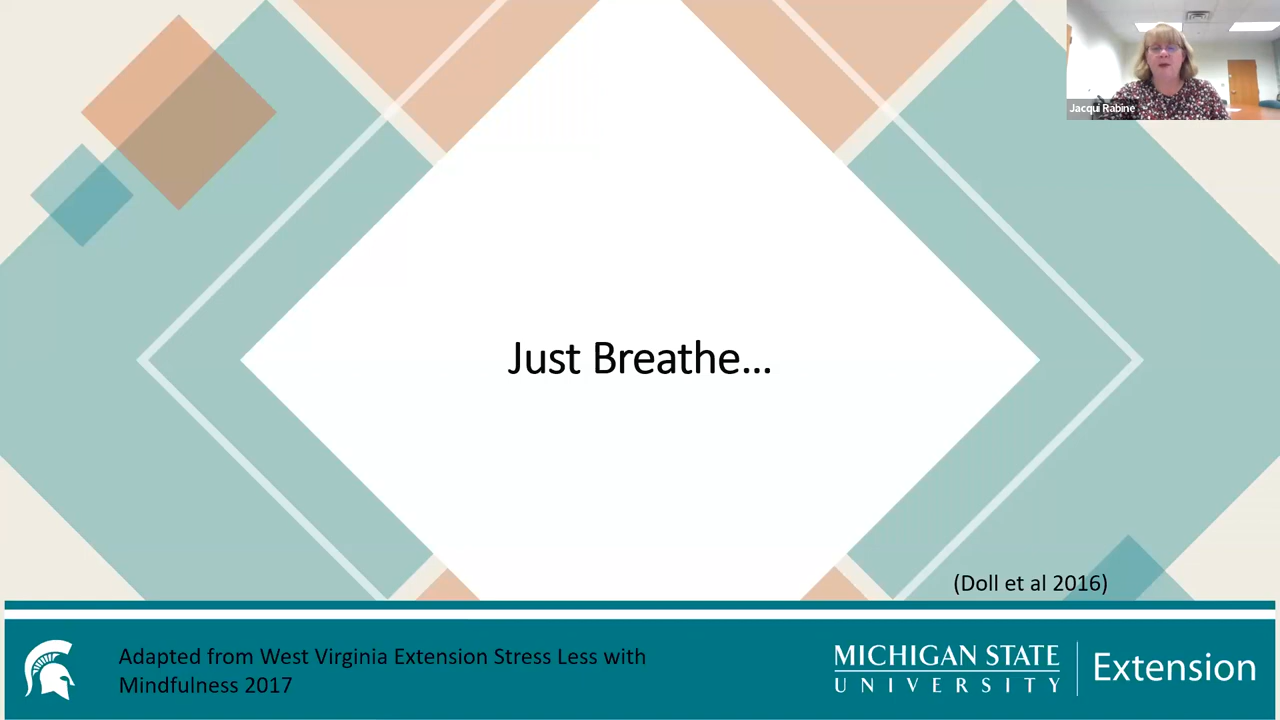 Jacqui Rabine
Just Breathe...
(Doll et al 2016)
Adapted from West Virginia Extension Stress Less with
Mindfulness 2017
MICHIGAN STATE
UNIVERSITY
Extension